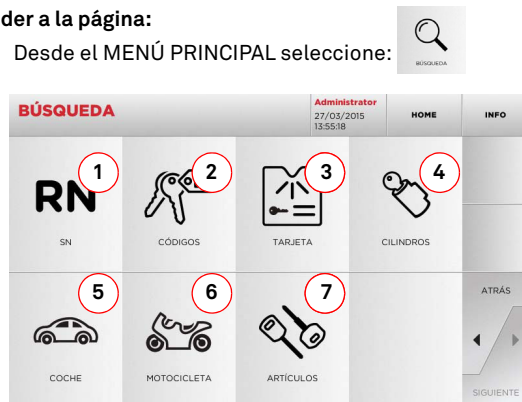 der a la página:
Desde el MENÚ PRINCIPAL seleccione:
BÚSQUEDA
BÚSQUEDA
Administrator
27/03/2015
13:55:18
HOME
INFO
1
2
3
4
RN
SN
CÓDIGOS
TARJETA
CILINDROS
5
6
7
ATRÁS
COCHE
MOTOCICLETA
ARTÍCULOS
SIGUIENTE